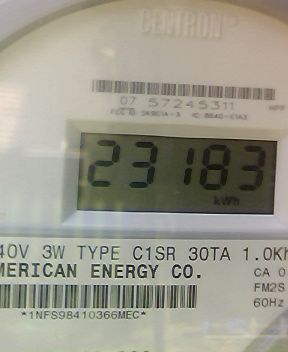 CENTRON
07 57245311
23183
kWh
40V 3W TYPE C1SR 30TA 1.0Kh
MERICAN ENERGY CO.
CA 0
FM2S
60Hz
*1NFS98410366MEC*